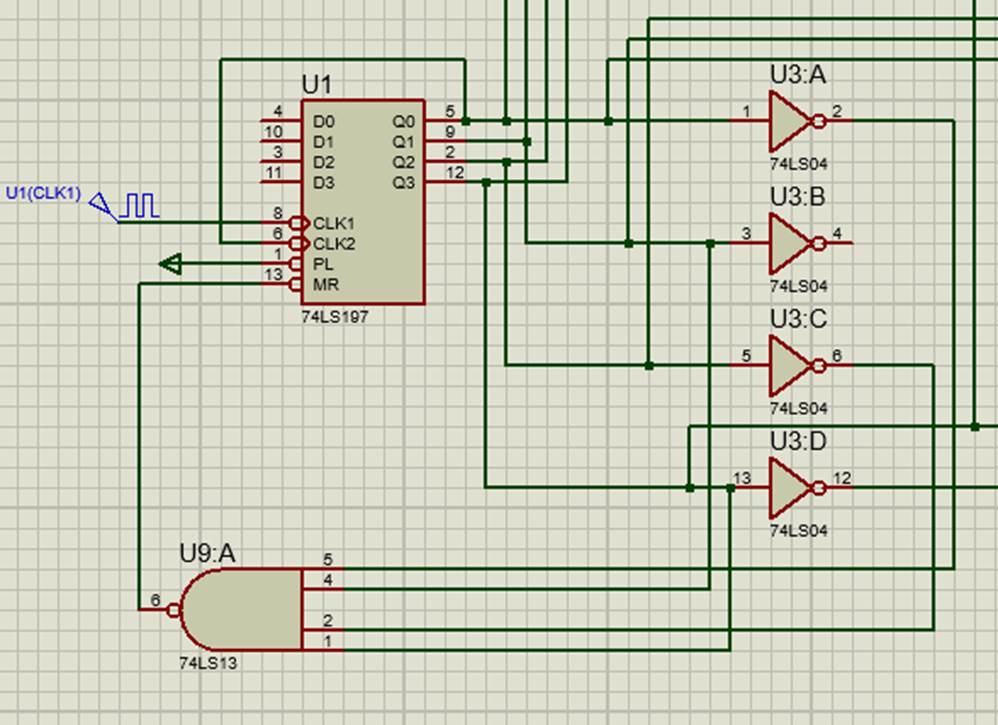 U1
4 D0 Q0 5
10 D1 Q1 9
3 D2 Q2 2
11 D3 Q3 12
U1(CLK1)
8 CLK1
6 CLK2
1 PL
13 MR
74LS197
U3:A
1 2
74LS04
U3:B
3 4
74LS04
U3:C
5 6
74LS04
U3:D
13 12
74LS04
U9:A
5
4
6
2
1
74LS13